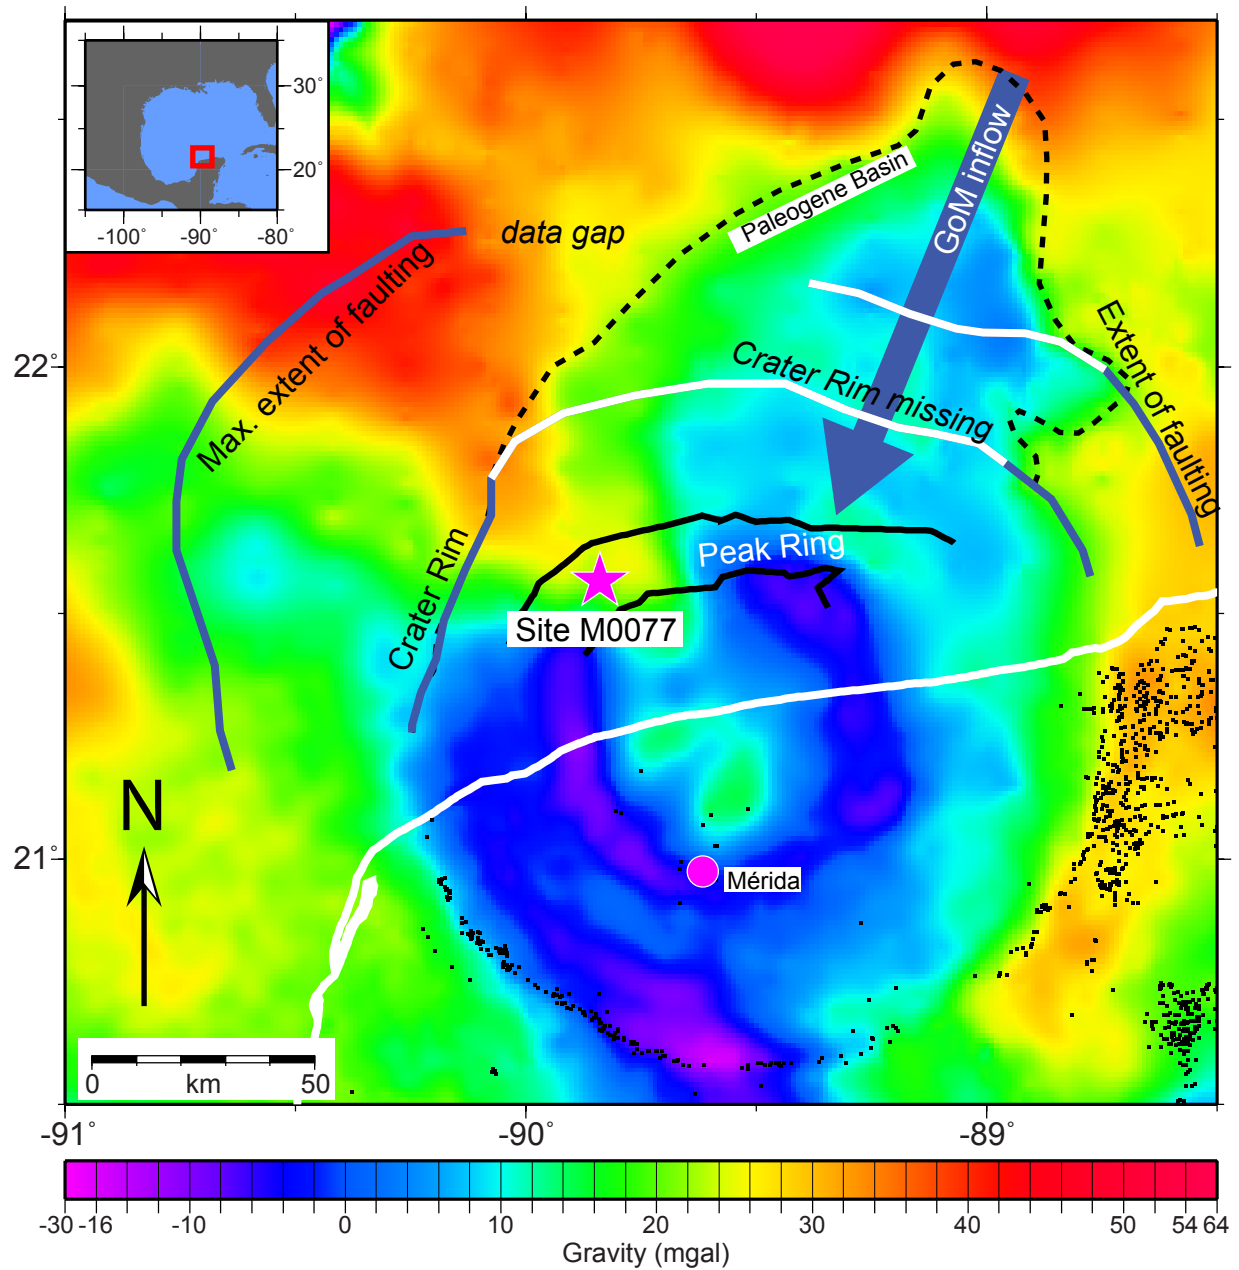 30°
20°
-100° -90° -80°
data gap
Paleogene Basin
GoM inflow
Max. extent of faulting
Extent of faulting
22°
Crater Rim missing
Crater Rim
Peak Ring
Site M0077
N
21°
Mérida
0 km 50
-91° -90° -89°
-30 -16 -10 0 10 20 30 40 50 54 64
Gravity (mgal)